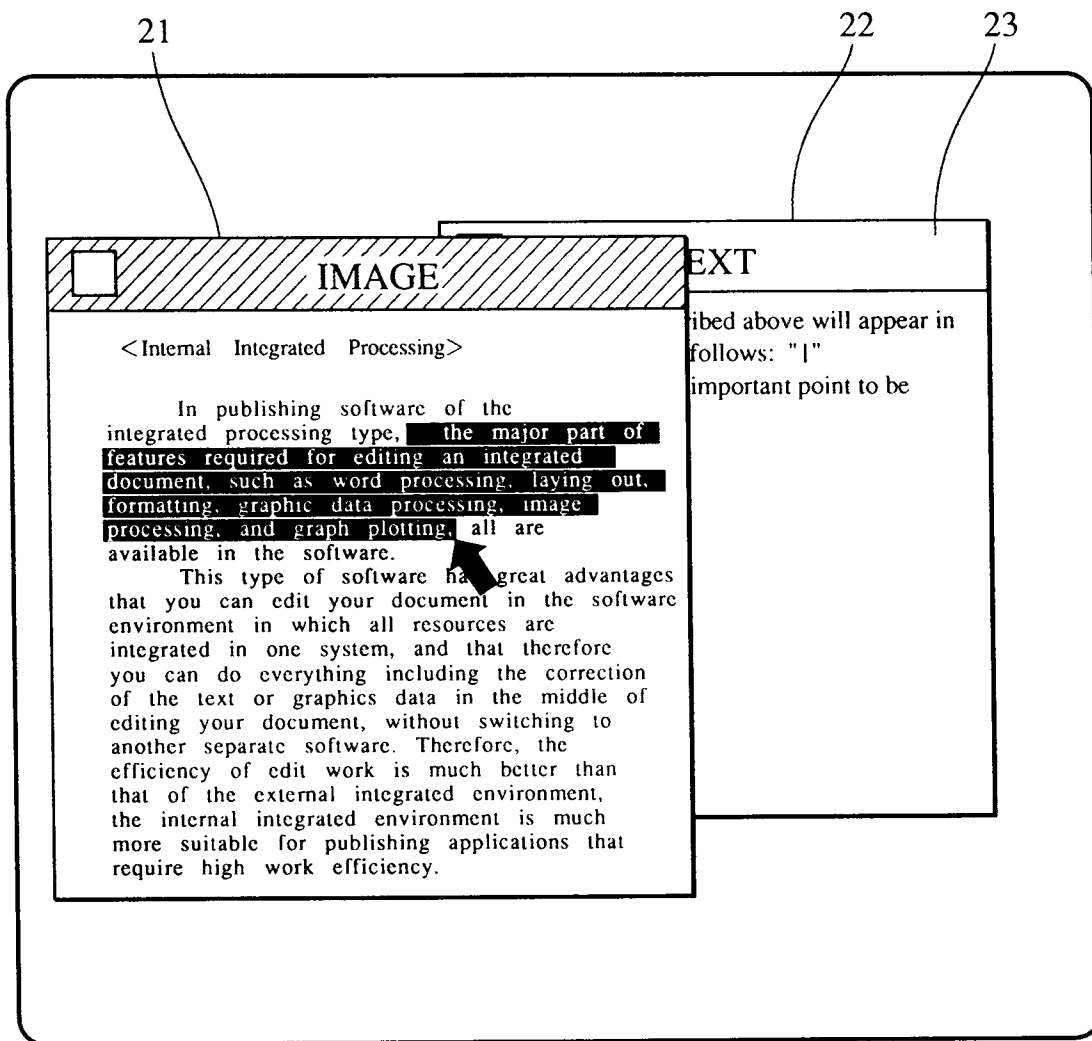 21
22
23
IMAGE
<Internal Integrated Processing>
In publishing software of the
integrated processing type, the major part of
features required for editing an integrated
document, such as word processing, laying out,
formatting, graphic data processing, image
processing, and graph plotting, all are
available in the software.
This type of software ha great advantages
that you can edit your document in the software
environment in which all resources are
integrated in one system, and that therefore
you can do everything including the correction
of the text or graphics data in the middle of
editing your document, without switching to
another separate software. Therefore, the
efficiency of edit work is much better than
that of the external integrated environment,
the internal integrated environment is much
more suitable for publishing applications that
require high work efficiency.
EXT
ibed above will appear in
follows: "|"
important point to be